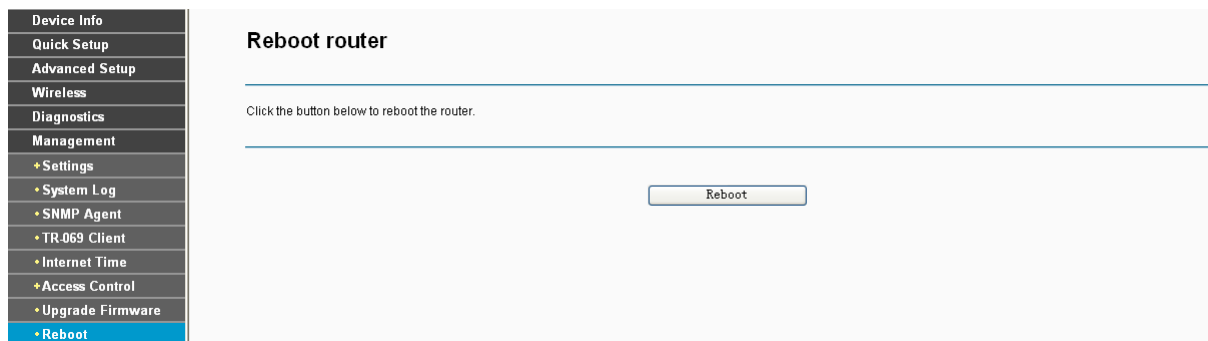 Device Info
Quick Setup
Advanced Setup
Wireless
Diagnostics
Management
+Settings
•System Log
•SNMP Agent
•TR-069 Client
•Internet Time
+Access Control
•Upgrade Firmware
•Reboot
Reboot router
Click the button below to reboot the router.
Reboot